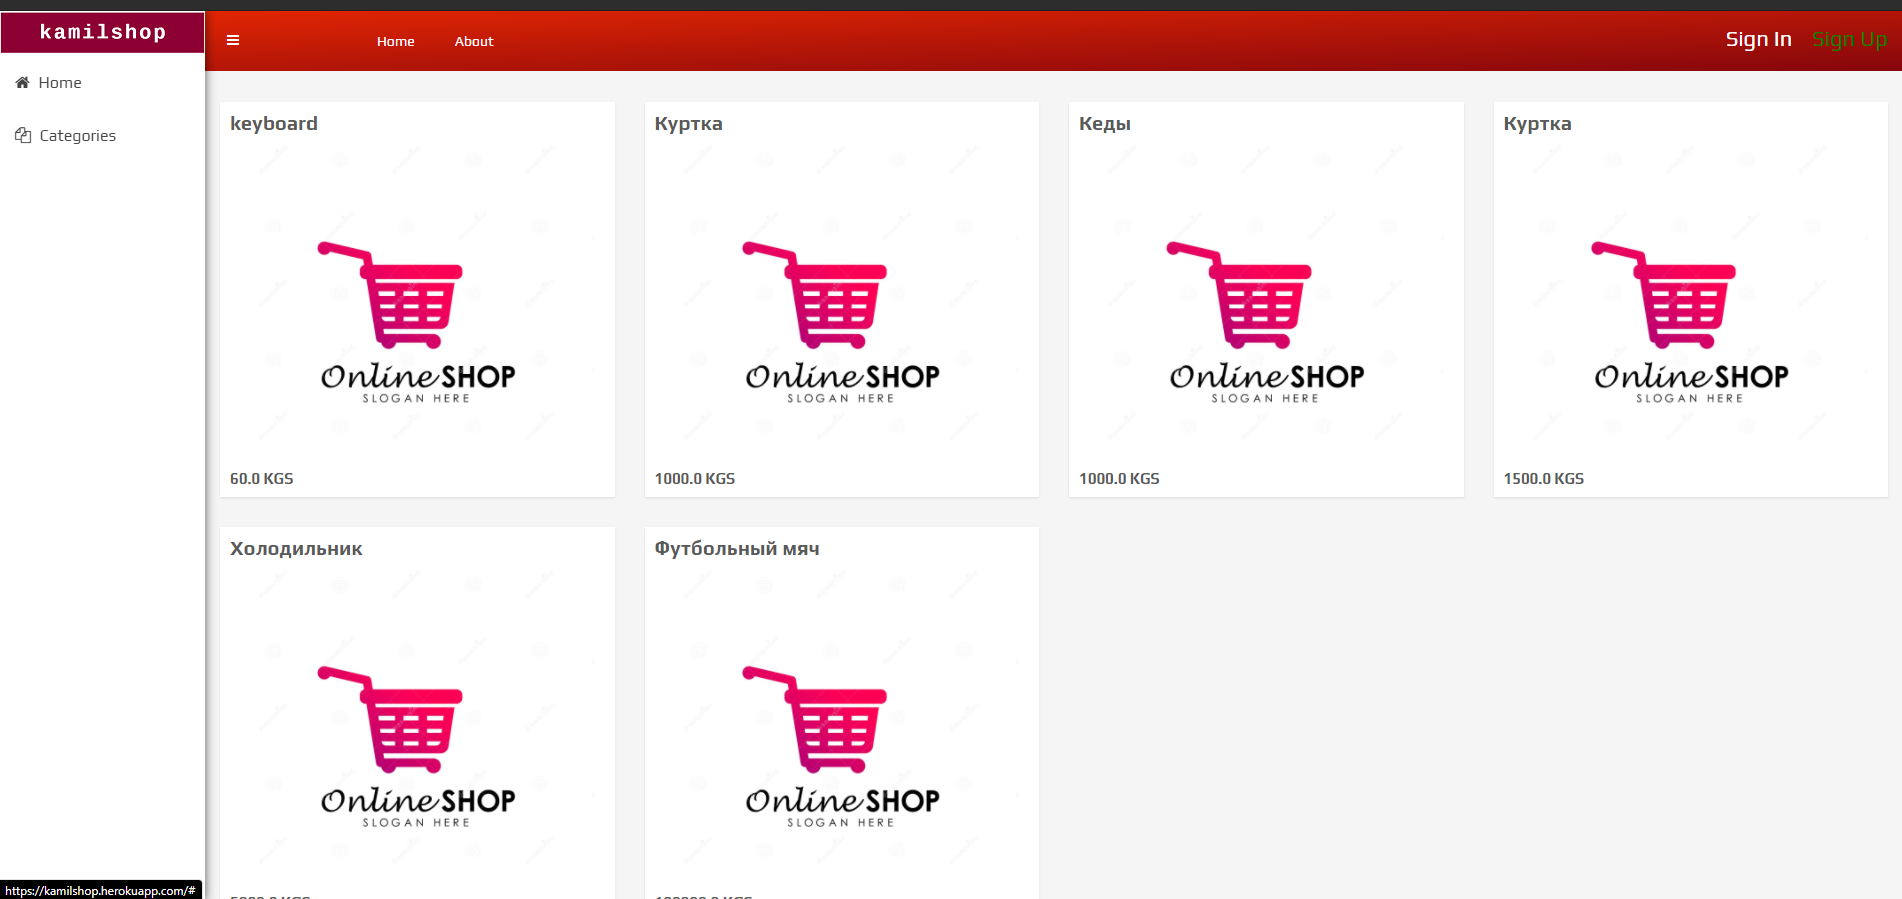 kamilshop
Home
Categories
Home About
Sign In Sign Up
keyboard
Online SHOP
SLOGAN HERE
60.0 KGS
Куртка
Online SHOP
SLOGAN HERE
1000.0 KGS
Кеды
Online SHOP
SLOGAN HERE
1000.0 KGS
Куртка
Online SHOP
SLOGAN HERE
1500.0 KGS
Холодильник
Online SHOP
SLOGAN HERE
Футбольный мяч
Online SHOP
SLOGAN HERE
https://kamilshop.herokuapp.com/#